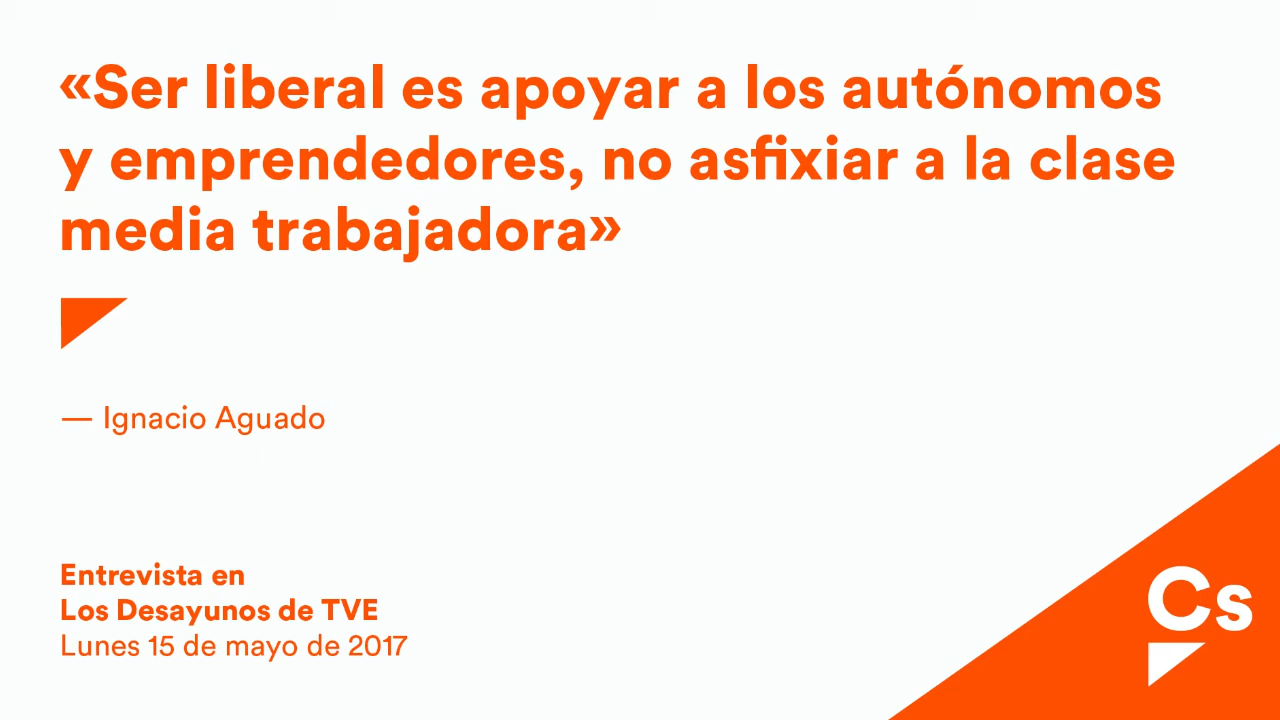 «Ser liberal es apoyar a los autónomos
y emprendedores, no asfixiar a la clase
media trabajadora»
— Ignacio Aguado
Entrevista en
Los Desayunos de TVE
Lunes 15 de mayo de 2017
Cs